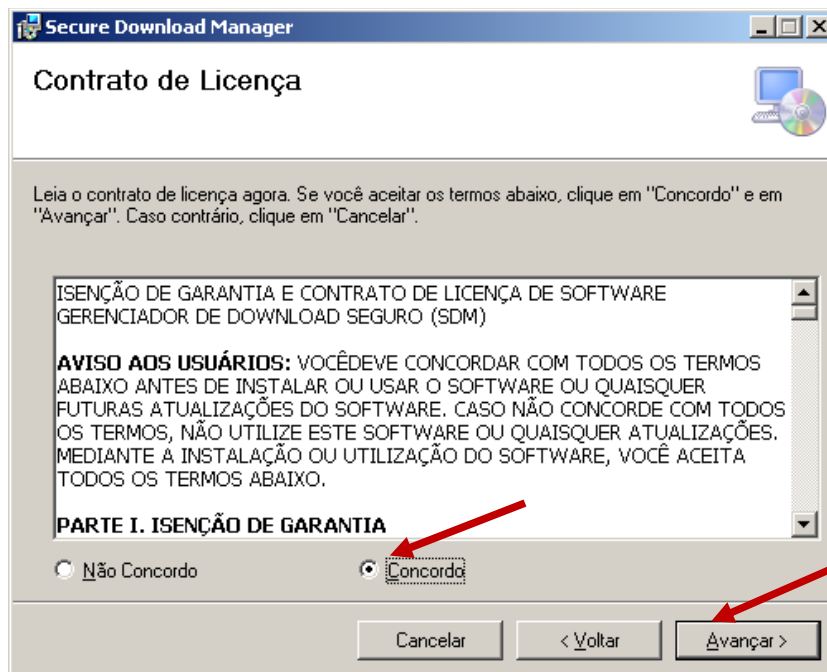 Secure Download Manager
Contrato de Licença
Leia o contrato de licença agora. Se você aceitar os termos abaixo, clique em "Concordo" e em
"Avançar". Caso contrário, clique em "Cancelar".
ISENÇÃO DE GARANTIA E CONTRATO DE LICENÇA DE SOFTWARE
GERENCIADOR DE DOWNLOAD SEGURO (SDM)
AVISO AOS USUÁRIOS: VOCÊDEVE CONCORDAR COM TODOS OS TERMOS
ABAIXO ANTES DE INSTALAR OU USAR O SOFTWARE OU QUAISQUER
FUTURAS ATUALIZAÇÕES DO SOFTWARE. CASO NÃO CONCORDE COM TODOS
OS TERMOS, NÃO UTILIZE ESTE SOFTWARE OU QUAISQUER ATUALIZAÇÕES.
MEDIANTE A INSTALAÇÃO OU UTILIZAÇÃO DO SOFTWARE, VOCÊ ACEITA
TODOS OS TERMOS ABAIXO.
PARTE I. ISENÇÃO DE GARANTIA
Não Concordo Concordo
Cancelar < Voltar Avançar >